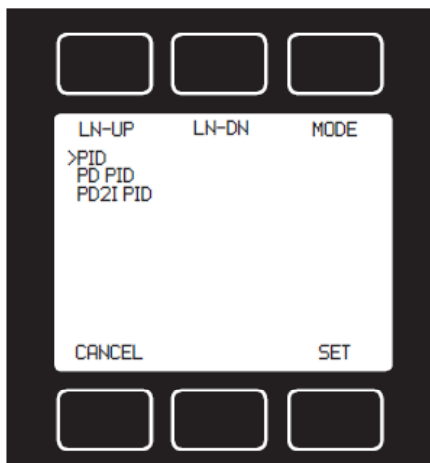 LN-UP LN-DN MODE
>PID
PD PID
PD2I PID
CANCEL SET